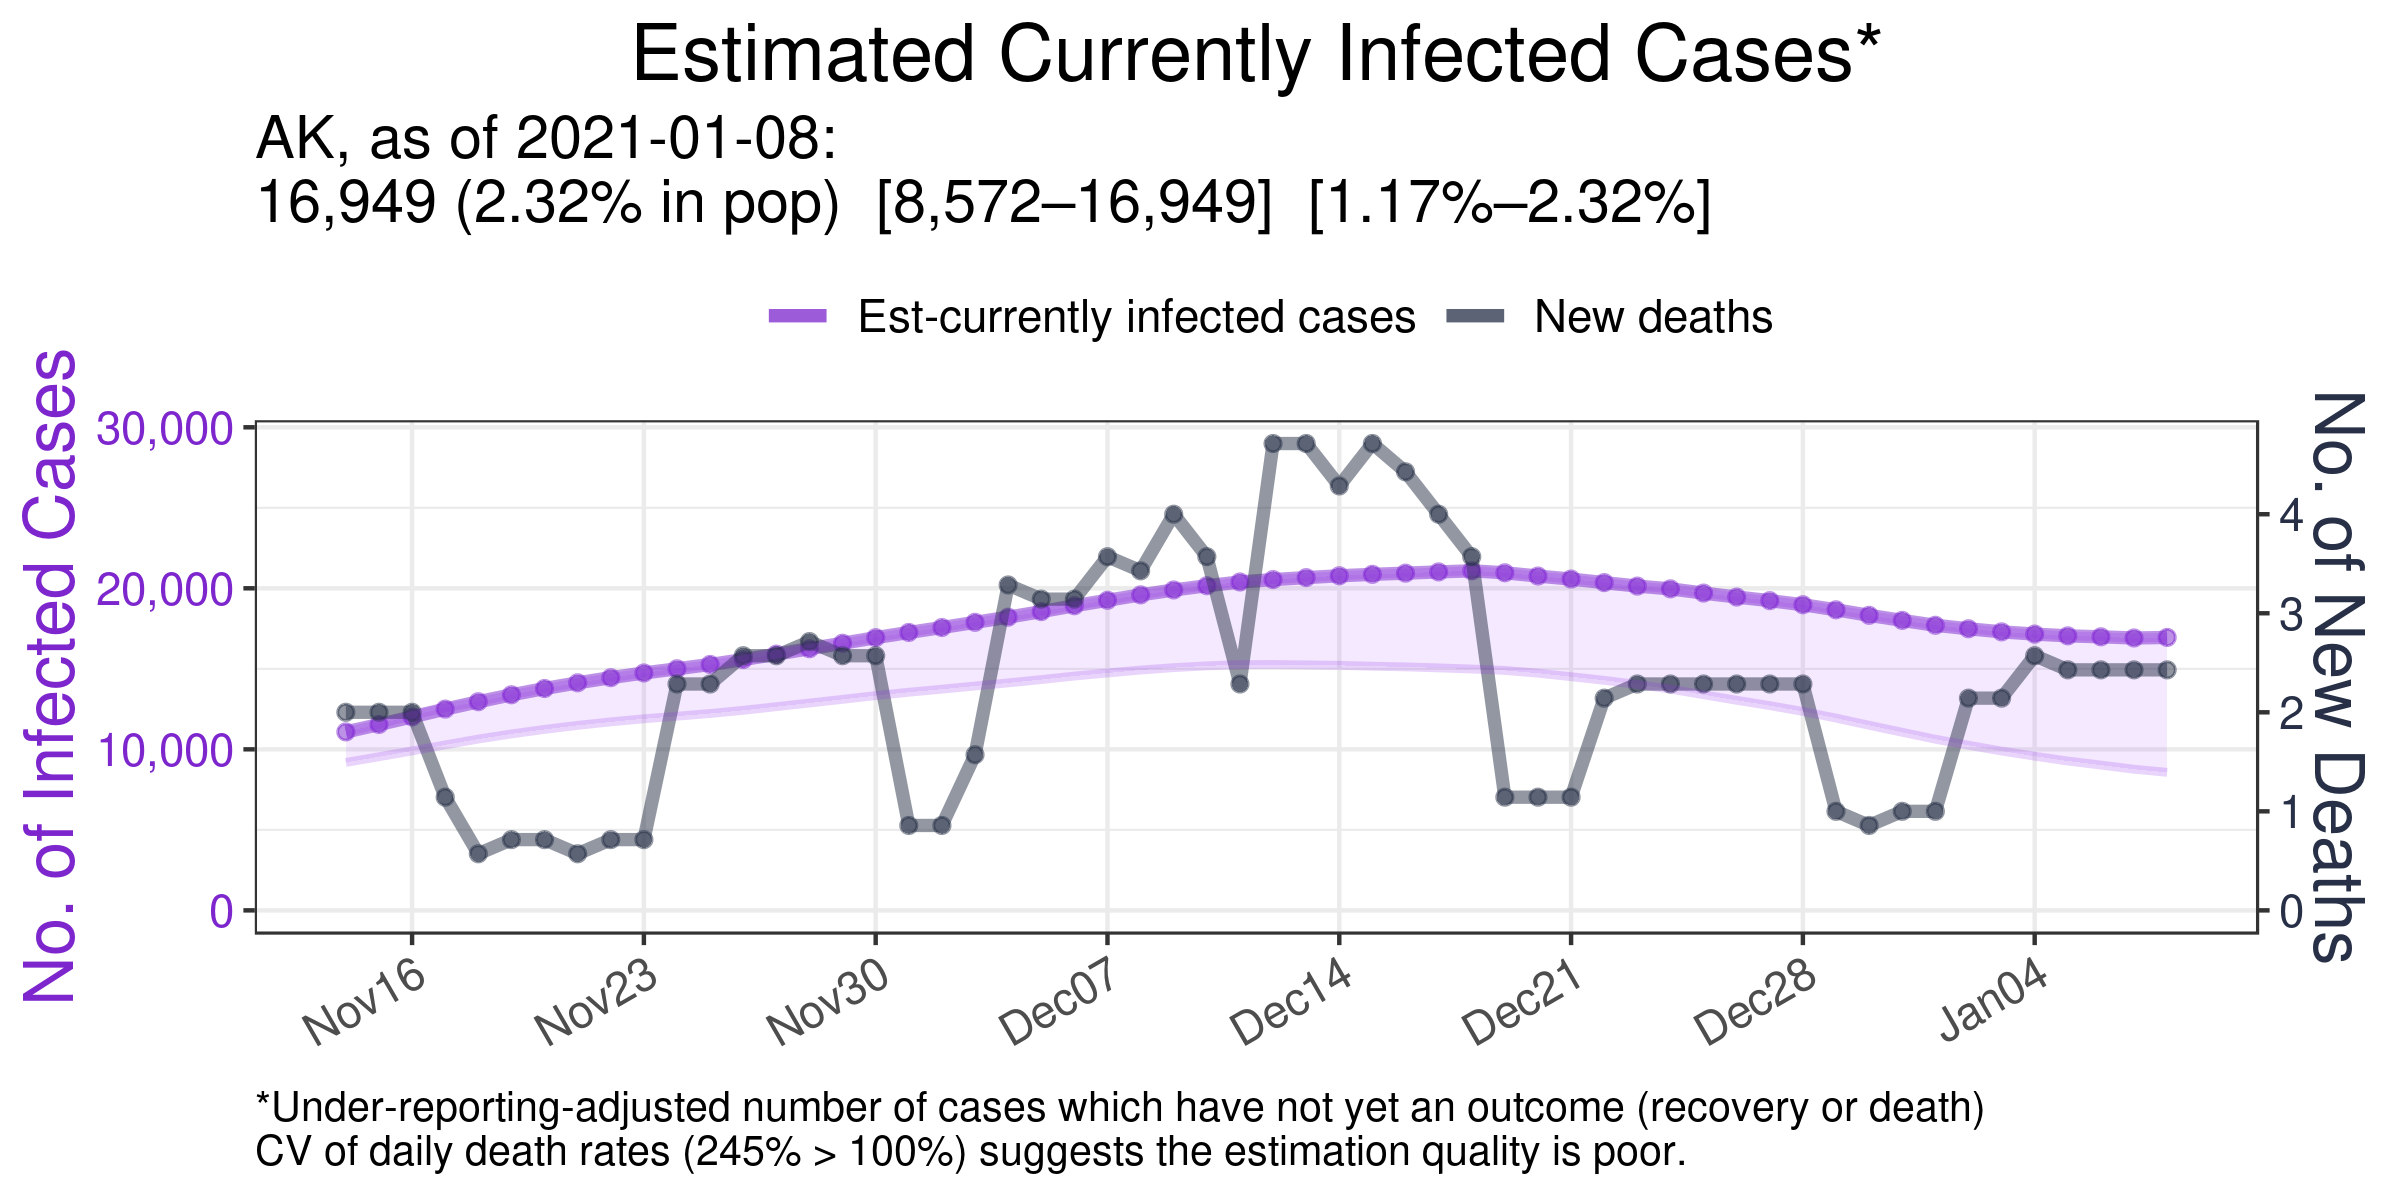 Estimated Currently Infected Cases*
AK, as of 2021-01-08:
16,949 (2.32% in pop)  [8,572–16,949]  [1.17%–2.32%]
Est-currently infected cases
New deaths
No. of Infected Cases
30,000
20,000
10,000
0
No. of New Deaths
4
3
2
1
0
Nov16
Nov23
Nov30
Dec07
Dec14
Dec21
Dec28
Jan04
*Under-reporting-adjusted number of cases which have not yet an outcome (recovery or death)
CV of daily death rates (245% > 100%) suggests the estimation quality is poor.